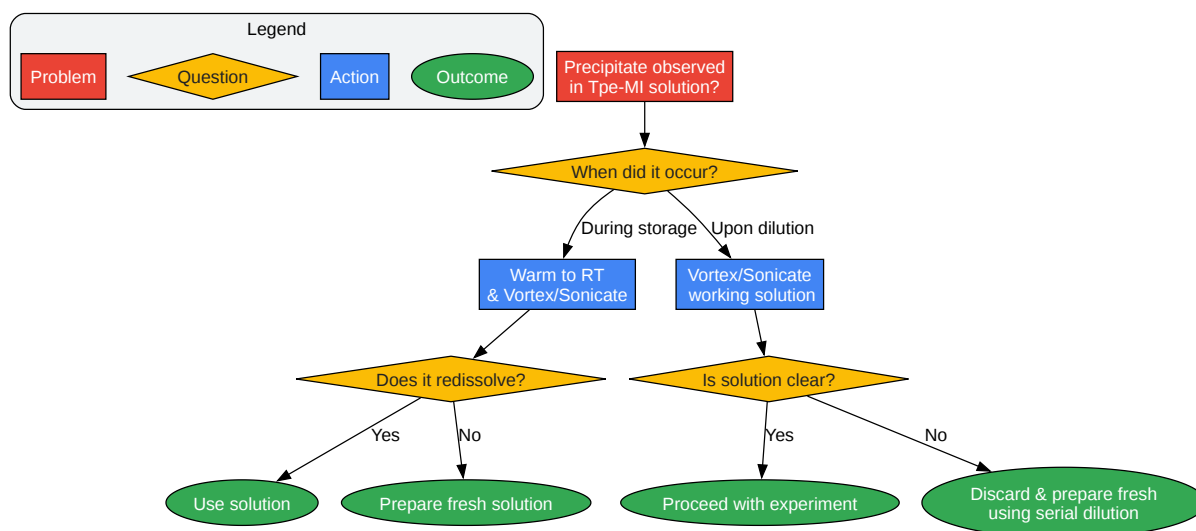 Legend
Problem
Question
Action
Outcome
Precipitate observed
in Tpe-MI solution?
When did it occur?
During storage
Upon dilution
Warm to RT
& Vortex/Sonicate
Vortex/Sonicate
working solution
Does it redissolve?
Is solution clear?
Yes
No
Yes
No
Use solution
Prepare fresh solution
Proceed with experiment
Discard & prepare fresh
using serial dilution